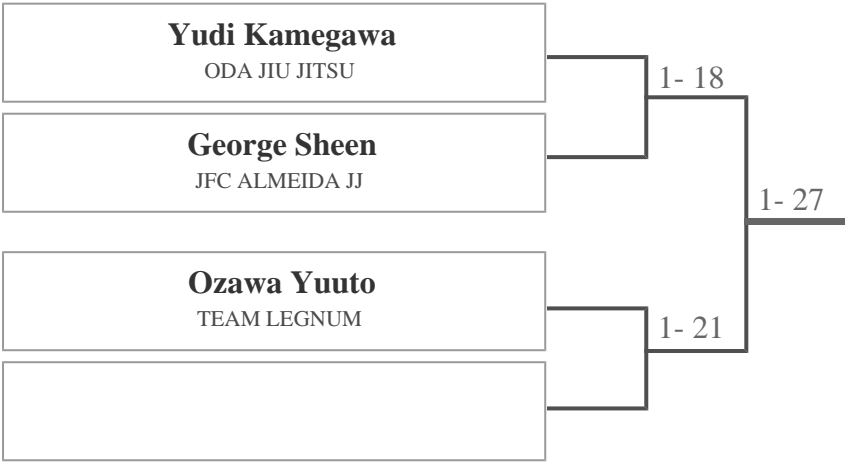 Yudi Kamegawa
ODA JIU JITSU
1- 18
George Sheen
JFC ALMEIDA JJ
1- 27
Ozawa Yuuto
TEAM LEGNUM
1- 21